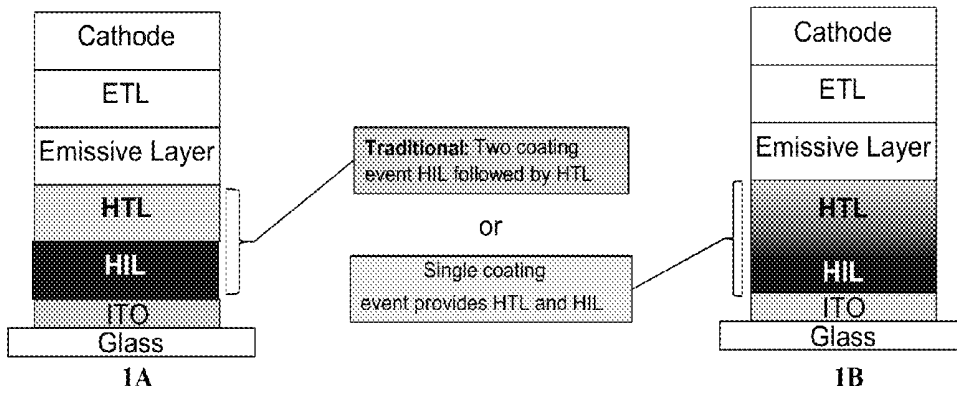 Cathode
ETL
Emissive Layer
HTL
HIL
ITO
Glass
1A
Traditional: Two coating
event HIL followed by HTL
or
Single coating
event provides HTL and HIL
Cathode
ETL
Emissive Layer
HTL
HIL
ITO
Glass
1B